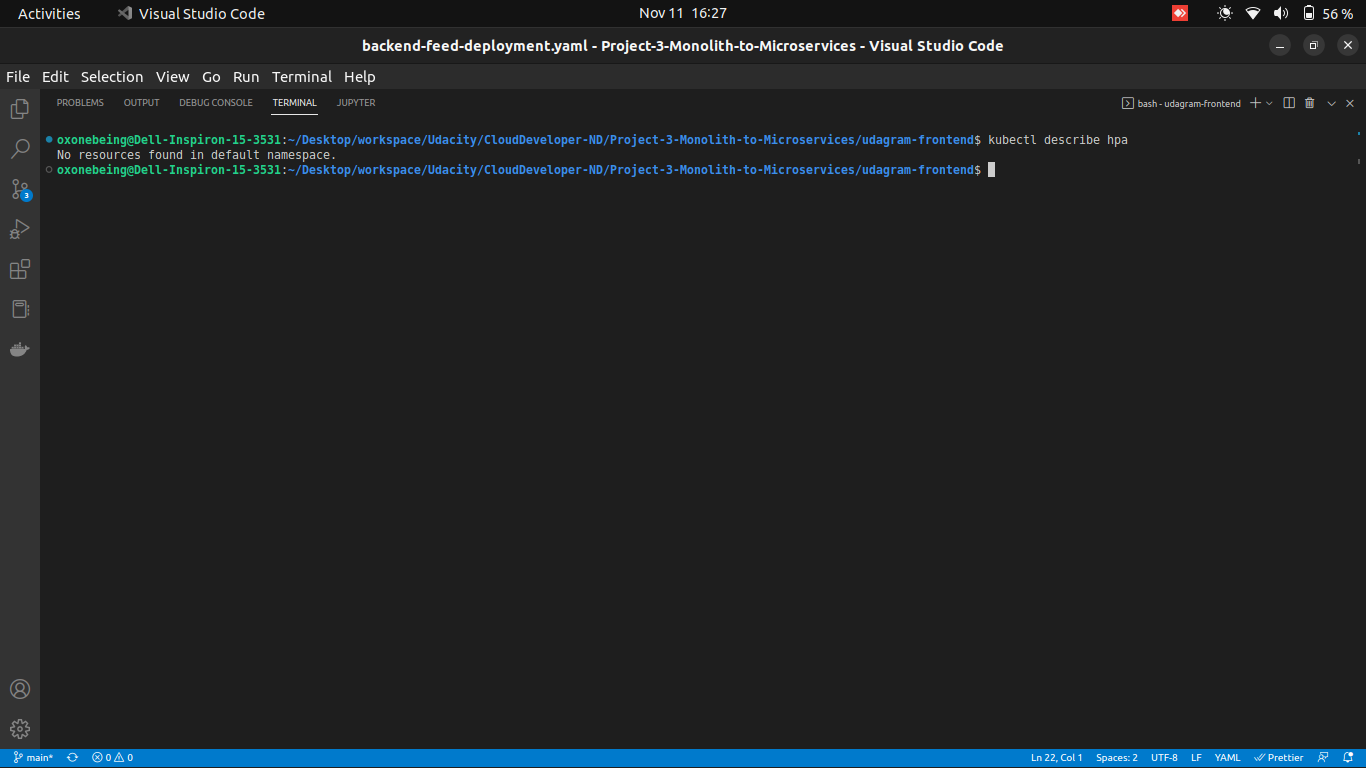 Activities Visual Studio Code Nov 11 16:27 56 %
backend-feed-deployment.yaml - Project-3-Monolith-to-Microservices - Visual Studio Code
File Edit Selection View Go Run Terminal Help
PROBLEMS OUTPUT DEBUG CONSOLE TERMINAL JUPYTER bash - udagram-frontend
oxonebeing@Dell-Inspiron-15-3531:~/Desktop/workspace/Udacity/CloudDeveloper-ND/Project-3-Monolith-to-Microservices/udagram-frontend$ kubectl describe hpa
No resources found in default namespace.
oxonebeing@Dell-Inspiron-15-3531:~/Desktop/workspace/Udacity/CloudDeveloper-ND/Project-3-Monolith-to-Microservices/udagram-frontend$
3
main* 0 0 Ln 22, Col 1 Spaces: 2 UTF-8 LF YAML Prettier